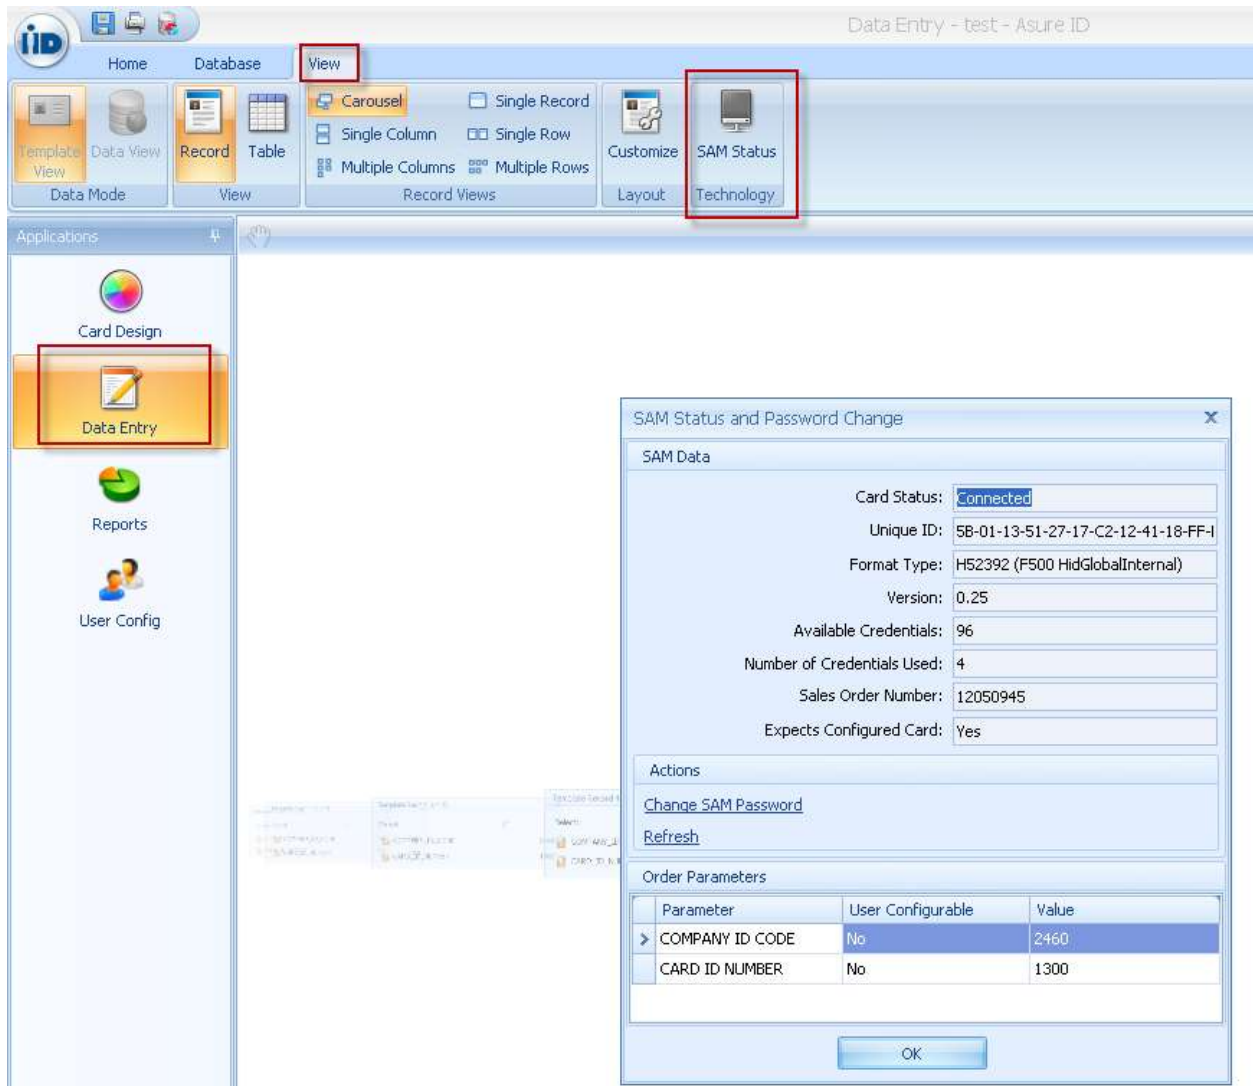 iID
Data Entry - test - Asure ID
Home Database View
Carousel Single Record
Single Column Single Row
Template View Data View Record Table Customize SAM Status
Multiple Columns Multiple Rows
Data Mode View Record Views Layout Technology
Applications
Card Design
Data Entry
Reports
User Config
SAM Status and Password Change
SAM Data
Card Status: Connected
Unique ID: 5B-01-13-51-27-17-C2-12-41-18-FF-
Format Type: H52392 (F500 HidGlobalInternal)
Version: 0.25
Available Credentials: 96
Number of Credentials Used: 4
Sales Order Number: 12050945
Expects Configured Card: Yes
Actions
Change SAM Password
Refresh
Select:
Order Parameters
Parameter User Configurable Value
COMPANY ID CODE No 2460
CARD ID NUMBER No 1300
OK